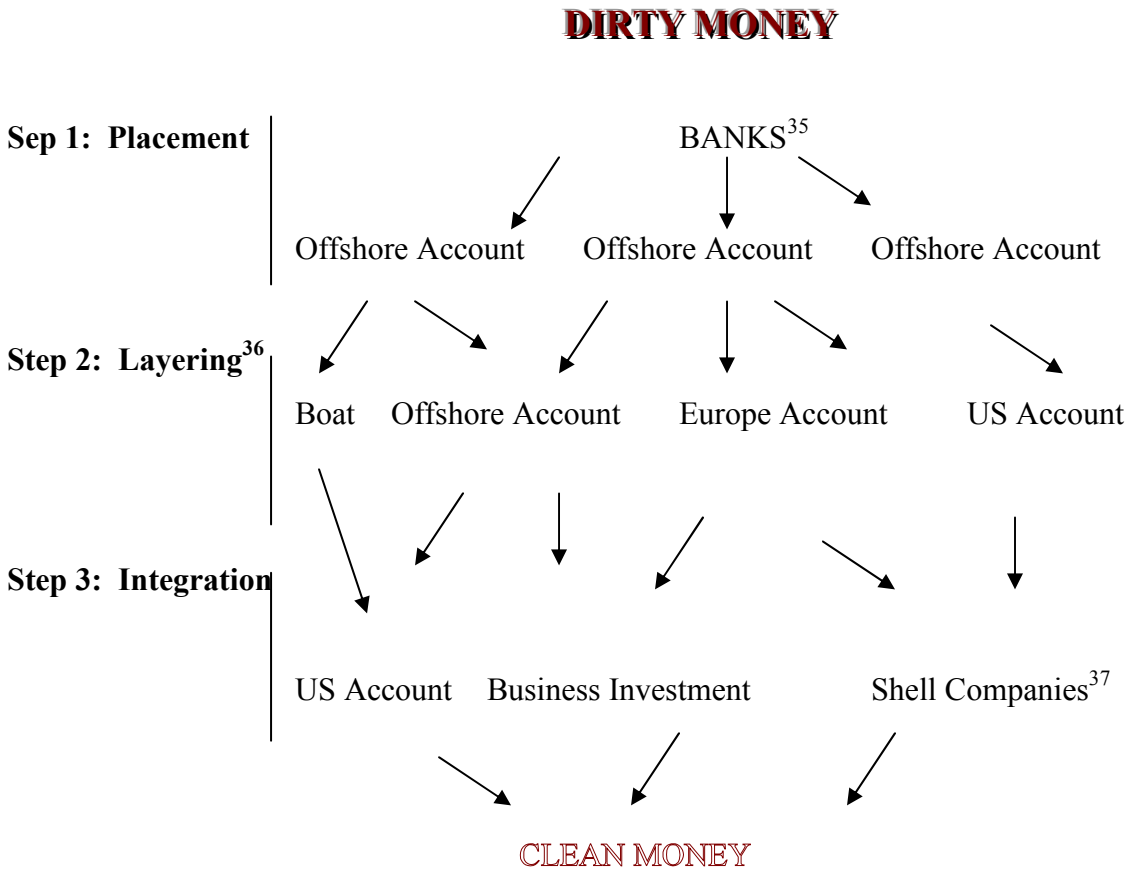 DIRTY MONEY
Sep 1: Placement
BANKS35
Offshore Account Offshore Account Offshore Account
Step 2: Layering36
Boat Offshore Account Europe Account US Account
Step 3: Integration
US Account Business Investment Shell Companies37
CLEAN MONEY